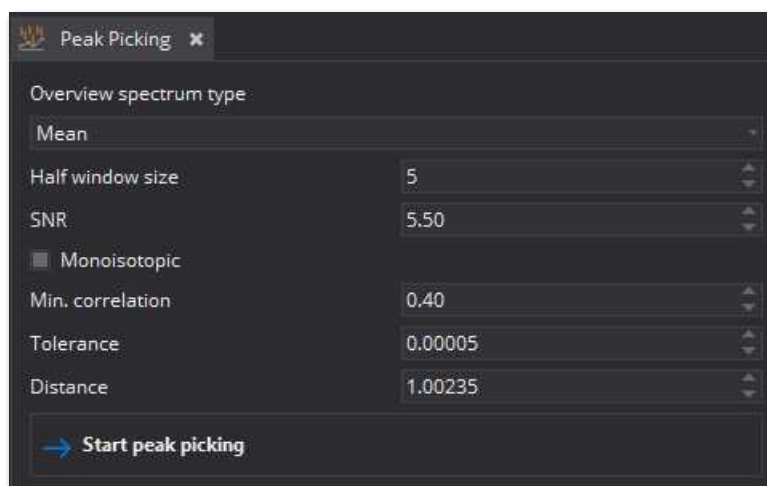 Peak Picking
Overview spectrum type
Mean
Half window size 5
SNR 5.50
Monoisotopic
Min. correlation 0.40
Tolerance 0.00005
Distance 1.00235
Start peak picking